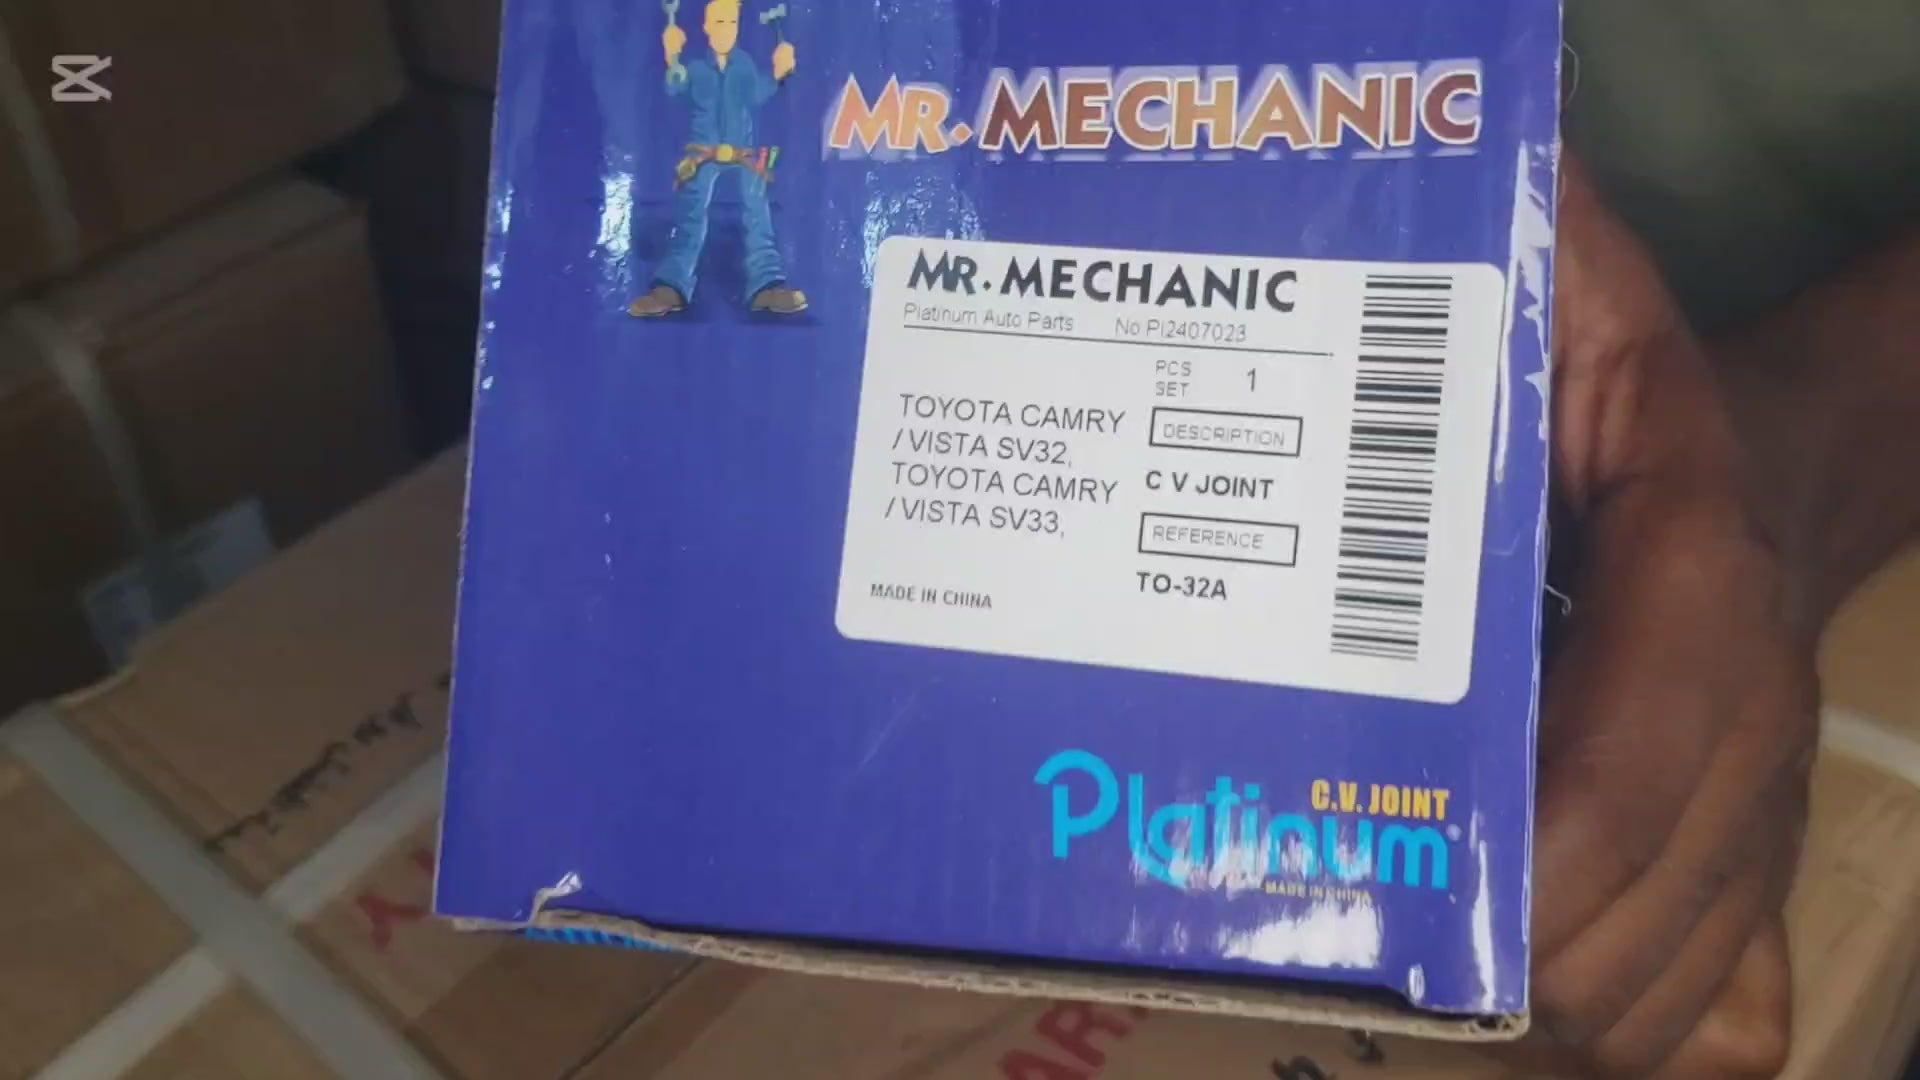 MR. MECHANIC
MR. MECHANIC
Platinum Auto Parts No PI2407023
PCS
SET 1
TOYOTA CAMRY
/ VISTA SV32,
TOYOTA CAMRY
/ VISTA SV33,
DESCRIPTION
C V JOINT
REFERENCE
TO-32A
MADE IN CHINA
C.V. JOINT
Platinum
MADE IN CHINA